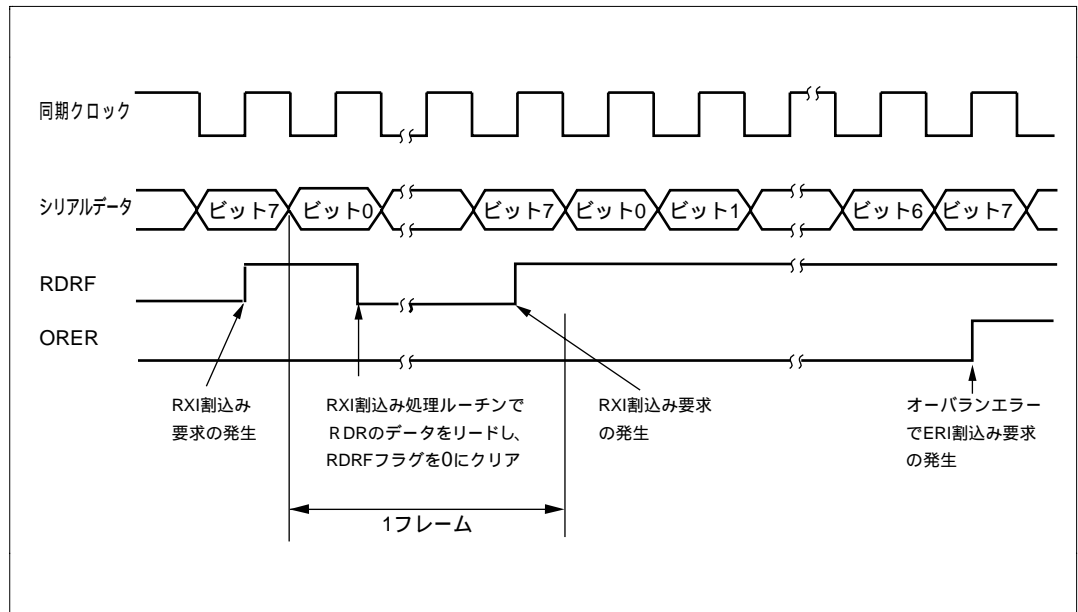 同期クロック
シリアルデータ
ビット7
ビット0
ビット7
ビット0
ビット1
ビット6
ビット7
RDRF
ORER
RXI割込み
要求の発生
RXI割込み処理ルーチンで
RDRのデータをリードし、
RDRFフラグを0にクリア
RXI割込み要求
の発生
オーバランエラー
でERI割込み要求
の発生
1フレーム